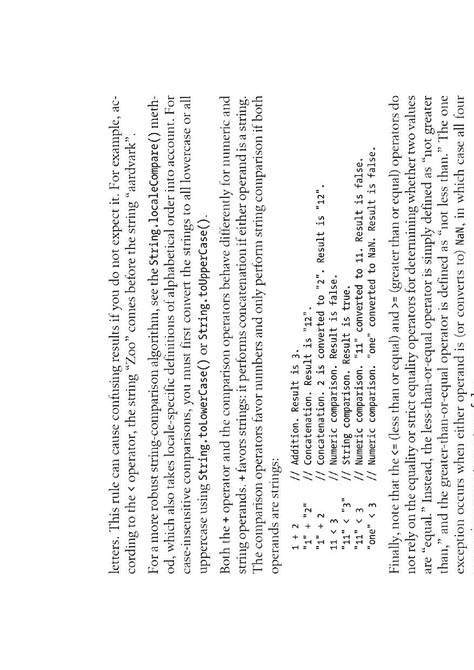 letters. This rule can cause confusing results if you do not expect it. For example, ac-
cording to the < operator, the string “Zoo” comes before the string “aardvark”.
For a more robust string-comparison algorithm, see the String.localeCompare() meth-
od, which also takes locale-specific definitions of alphabetical order into account. For
case-insensitive comparisons, you must first convert the strings to all lowercase or all
uppercase using String.toLowerCase() or String.toUpperCase().
Both the + operator and the comparison operators behave differently for numeric and
string operands. + favors strings: it performs concatenation if either operand is a string.
The comparison operators favor numbers and only perform string comparison if both
operands are strings:
1 + 2 // Addition. Result is 3.
"1" + "2" // Concatenation. Result is "12".
"1" + 2 // Concatenation. 2 is converted to "2". Result is "12".
11 < 3 // Numeric comparison. Result is false.
"11" < "3" // String comparison. Result is true.
"11" < 3 // Numeric comparison. "11" converted to 11. Result is false.
"one" < 3 // Numeric comparison. "one" converted to NaN. Result is false.
Finally, note that the <= (less than or equal) and >= (greater than or equal) operators do
not rely on the equality or strict equality operators for determining whether two values
are “equal.” Instead, the less-than-or-equal operator is simply defined as “not greater
than,” and the greater-than-or-equal operator is defined as “not less than.” The one
exception occurs when either operand is (or converts to) NaN, in which case all four